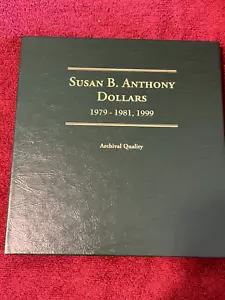 SUSAN B. ANTHONY
DOLLARS
1979 - 1981, 1999
Archival Quality